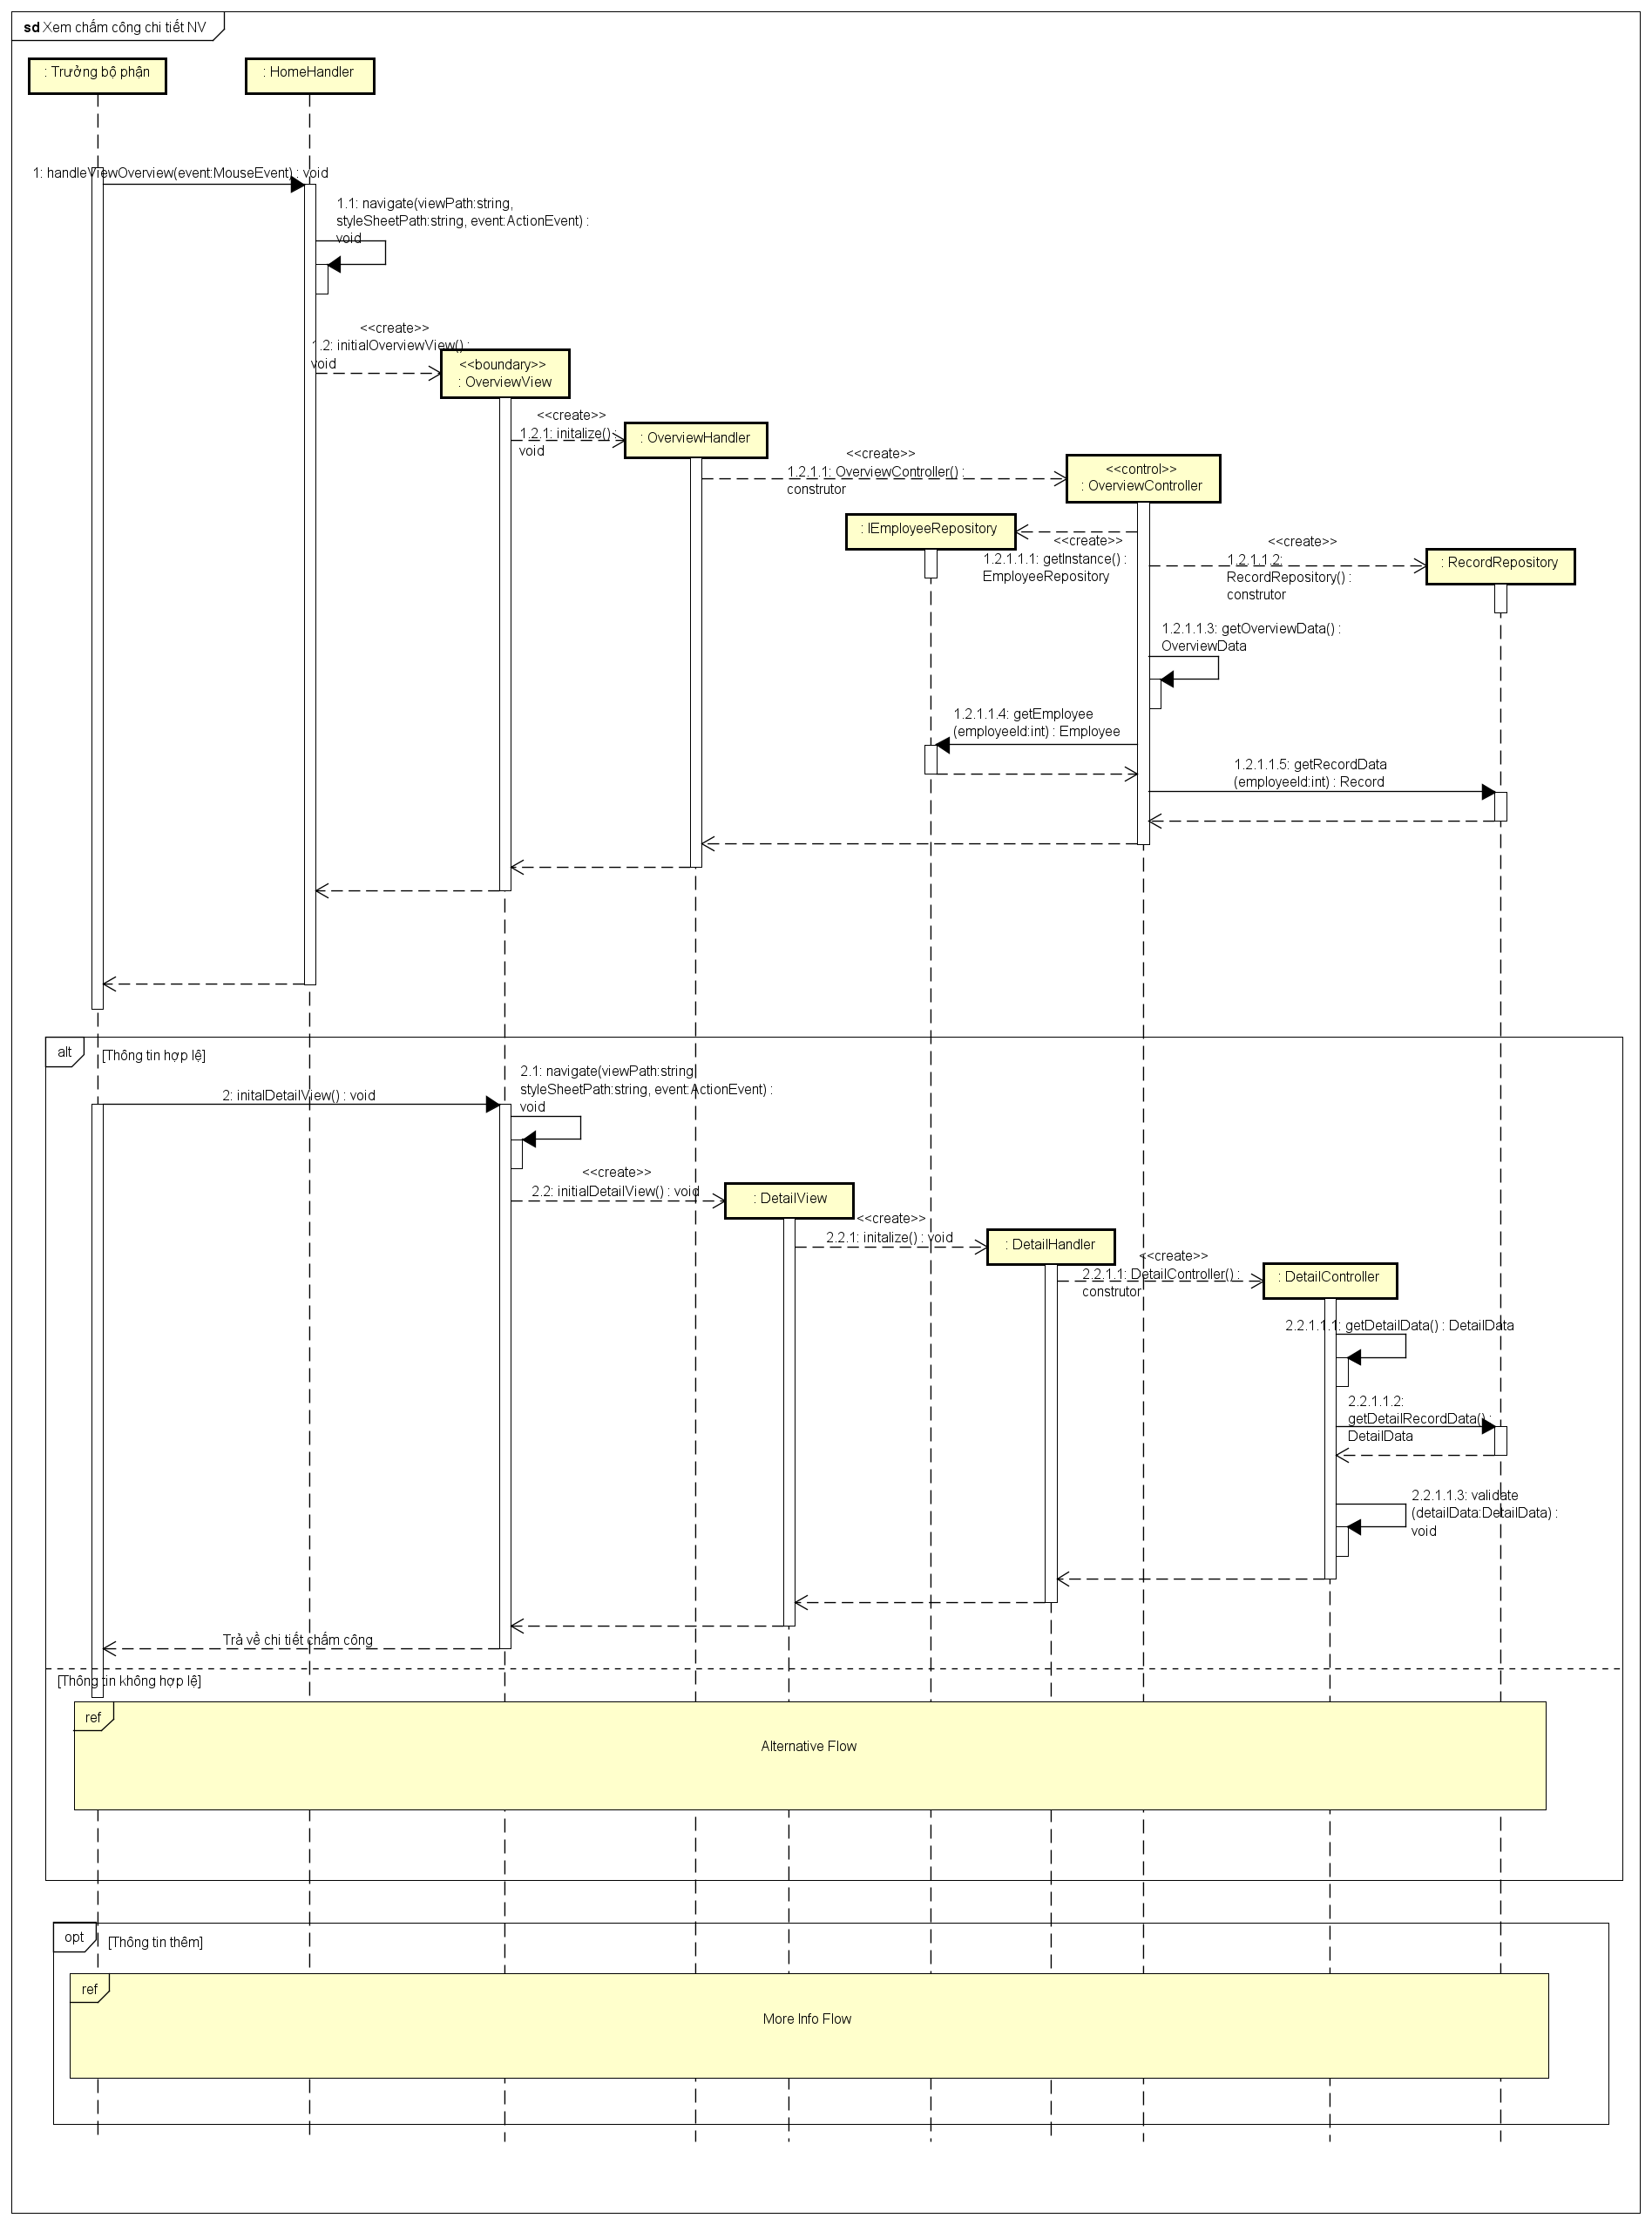 sd Xem chấm công chi tiết NV
: Trưởng bộ phận
: HomeHandler
1: handleViewOverview(event:MouseEvent) : void
1.1: navigate(viewPath:string,
styleSheetPath:string, event:ActionEvent) :
void
<<create>>
1.2: initialOverviewView() :
void
<<boundary>>
: OverviewView
<<create>>
1.2.1: initalize() :
void
: OverviewHandler
<<create>>
1.2.1.1: OverviewController() :
construtor
<<control>>
: OverviewController
: IEmployeeRepository
<<create>>
1.2.1.1.1: getInstance() :
EmployeeRepository
<<create>>
1.2.1.1.2:
RecordRepository() :
construtor
: RecordRepository
1.2.1.1.3: getOverviewData() :
OverviewData
1.2.1.1.4: getEmployee
(employeeId:int) : Employee
1.2.1.1.5: getRecordData
(employeeId:int) : Record
alt
[Thông tin hợp lệ]
2: initalDetailView() : void
2.1: navigate(viewPath:string,
styleSheetPath:string, event:ActionEvent) :
void
<<create>>
2.2: initialDetailView() : void
: DetailView
<<create>>
2.2.1: initalize() : void
: DetailHandler
<<create>>
2.2.1.1: DetailController() :
construtor
: DetailController
2.2.1.1.1: getDetailData() : DetailData
2.2.1.1.2:
getDetailRecordData() :
DetailData
2.2.1.1.3: validate
(detailData:DetailData) :
void
Trả về chi tiết chấm công
[Thông tin không hợp lệ]
ref
Alternative Flow
opt
[Thông tin thêm]
ref
More Info Flow